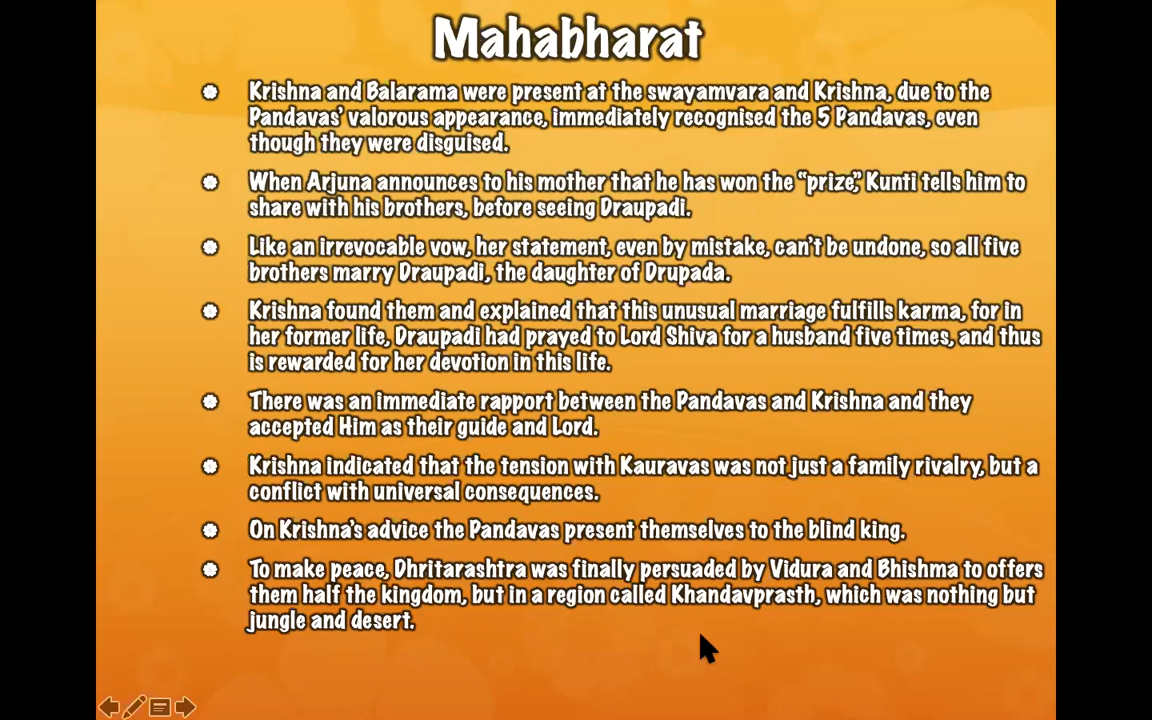 Mahabharat
Krishna and Balarama were present at the swayamvara and Krishna, due to the
Pandavas' valorous appearance, immediately recognised the 5 Pandavas, even
though they were disguised.
When Arjuna announces to his mother that he has won the “prize,” Kunti tells him to
share with his brothers, before seeing Draupadi.
Like an irrevocable vow, her statement, even by mistake, can't be undone, so all five
brothers marry Draupadi, the daughter of Drupada.
Krishna found them and explained that this unusual marriage fulfills karma, for in
her former life, Draupadi had prayed to Lord Shiva for a husband five times, and thus
is rewarded for her devotion in this life.
There was an immediate rapport between the Pandavas and Krishna and they
accepted Him as their guide and Lord.
Krishna indicated that the tension with Kauravas was not just a family rivalry, but a
conflict with universal consequences.
On Krishna's advice the Pandavas present themselves to the blind king.
To make peace, Dhritarashtra was finally persuaded by Vidura and Bhishma to offers
them half the kingdom, but in a region called Khandavprasth, which was nothing but
jungle and desert.